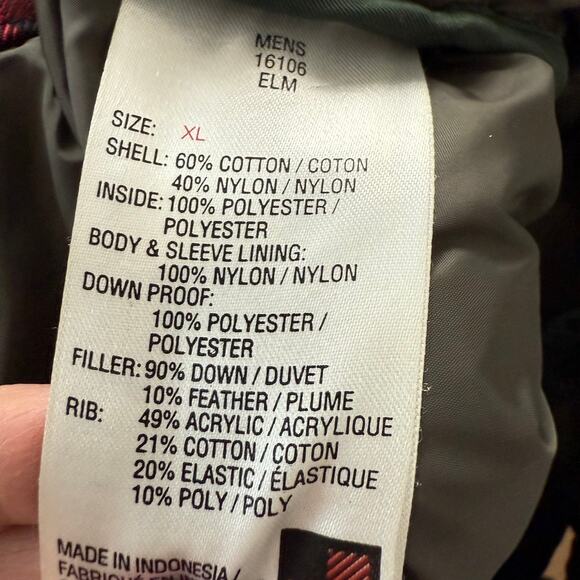 MENS
16106
ELM
SIZE: XL
SHELL: 60% COTTON / COTON
40% NYLON / NYLON
INSIDE: 100% POLYESTER /
POLYESTER
BODY & SLEEVE LINING:
100% NYLON / NYLON
DOWN PROOF:
100% POLYESTER /
POLYESTER
FILLER: 90% DOWN / DUVET
10% FEATHER / PLUME
RIB: 49% ACRYLIC / ACRYLIQUE
21% COTTON / COTON
20% ELASTIC / ÉLASTIQUE
10% POLY / POLY
MADE IN INDONESIA /
FABRIQUÉ EN